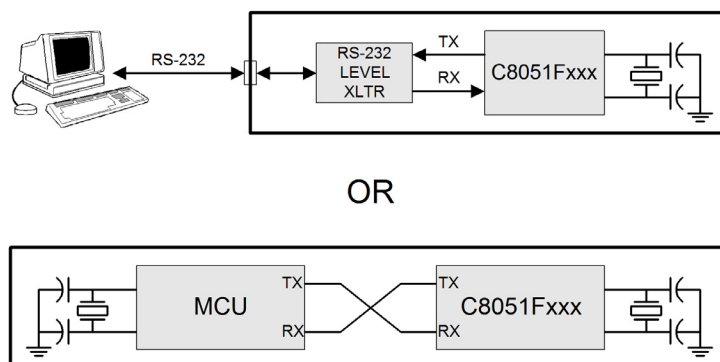 RS-232
RS-232
LEVEL
XLTR
TX
RX
C8051Fxxx
OR
MCU
TX
RX
TX
RX
C8051Fxxx